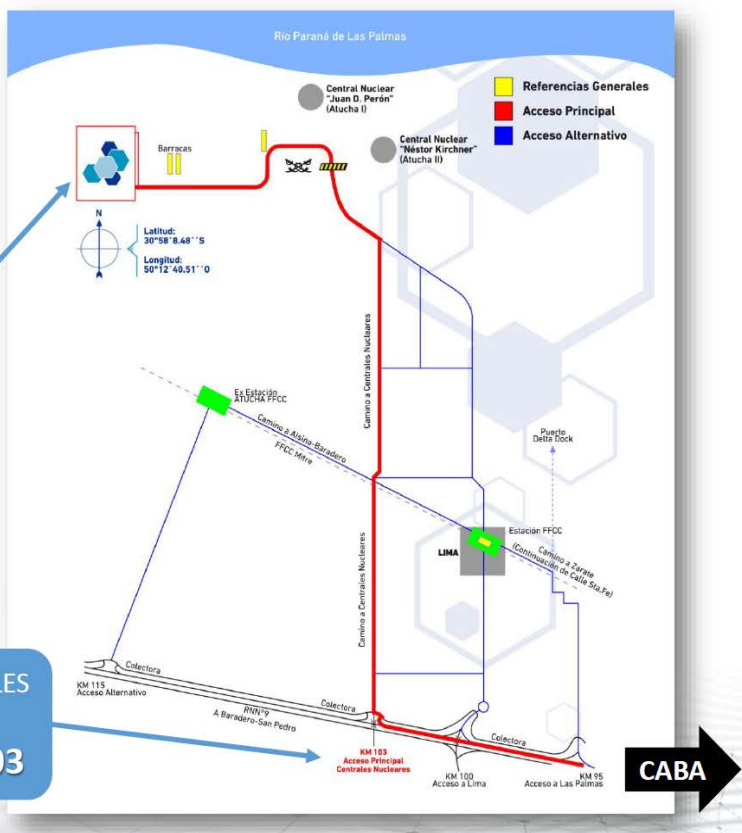 Río Paraná de Las Palmas
Central Nuclear
"Juan D. Perón"
(Atucha I)
Referencias Generales
Acceso Principal
Acceso Alternativo
Central Nuclear
"Néstor Kirchner"
(Atucha II)
Barracas
N
Latitud:
30°58´8.48´´S
Longitud:
50°12´40.51´´O
Camino a Centrales Nucleares
Ex Estación
ATUCHA FFCC
Camino a Alsina-Baradero
FFCC Mitre
Puerto
Delta Dock
Estación FFCC
LIMA
Camino a Zarate
(Continuación de Calle Sta.Fe)
Camino a Centrales Nucleares
LES
03
Colectora
KM 115
Acceso Alternativo
RNNº9
A Baradero-San Pedro
Colectora
Colectora
KM 103
Acceso Principal
Centrales Nucleares
KM 100
Acceso a Lima
KM 95
Acceso a Las Palmas
CABA